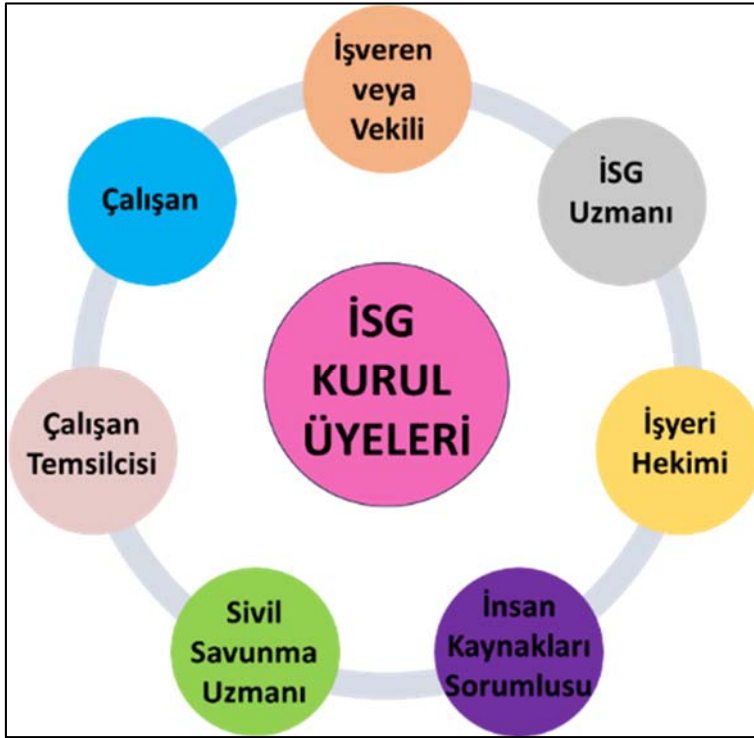 İşveren
veya
Vekili
İSG
Uzmanı
İşyeri
Hekimi
İnsan
Kaynakları
Sorumlusu
Sivil
Savunma
Uzmanı
Çalışan
Temsilcisi
Çalışan
İSG
KURUL
ÜYELERİ